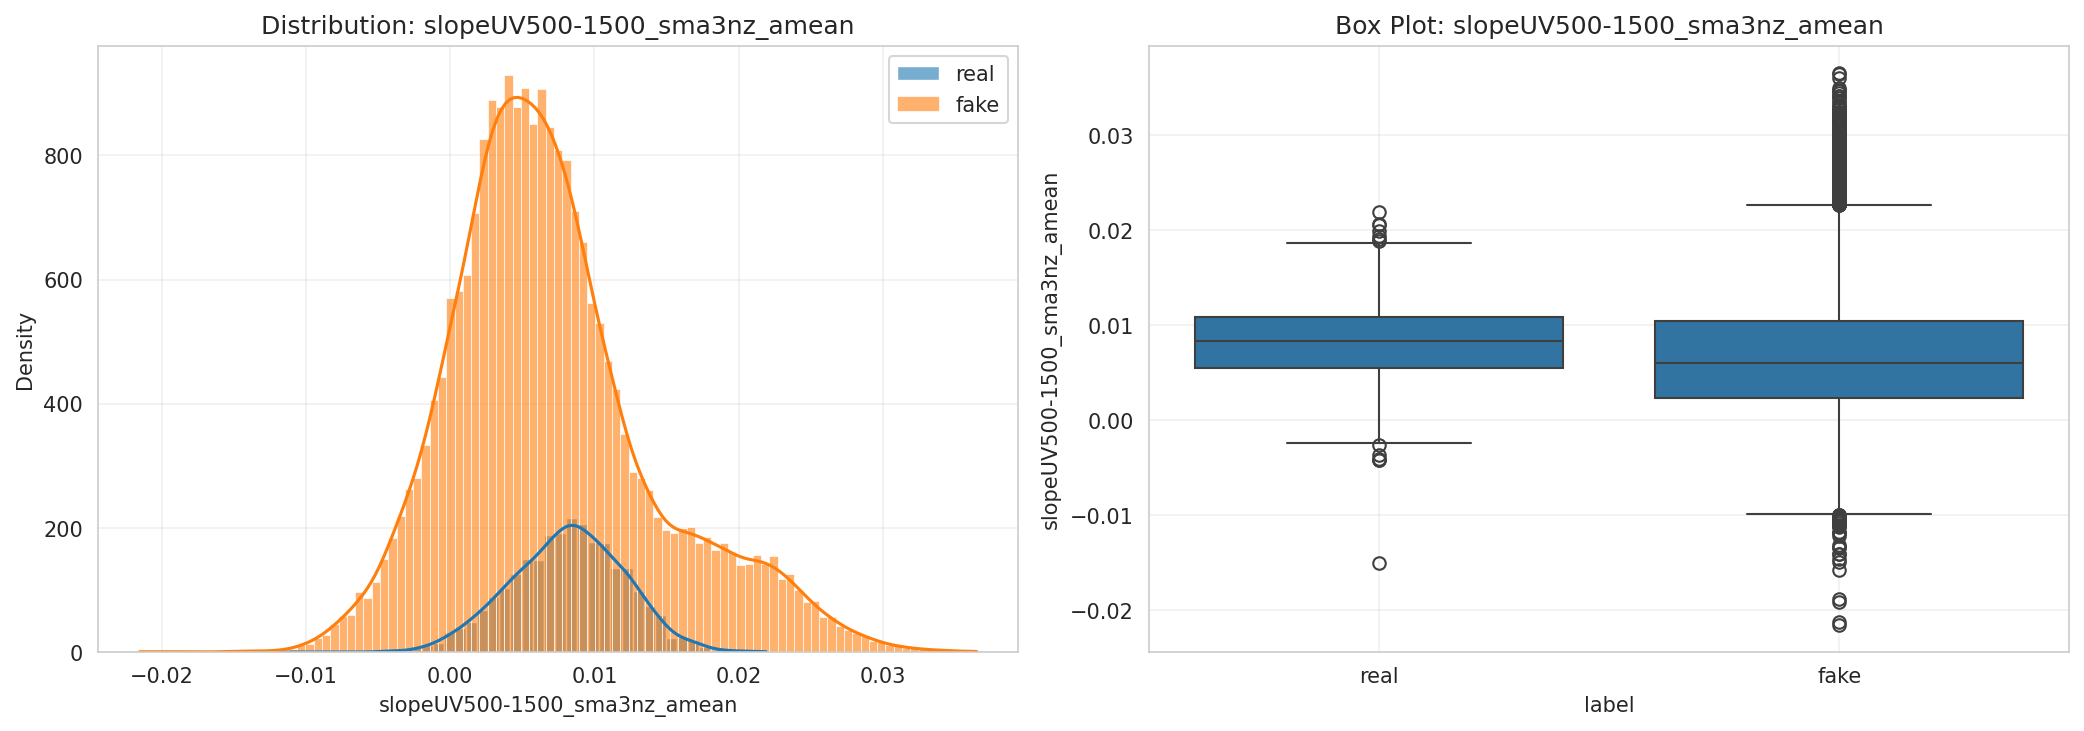 Distribution: slopeUV500-1500_sma3nz_amean
real
fake
Density
800
600
400
200
0
−0.02
−0.01
0.00
0.01
0.02
0.03
slopeUV500-1500_sma3nz_amean
Box Plot: slopeUV500-1500_sma3nz_amean
slopeUV500-1500_sma3nz_amean
0.03
0.02
0.01
0.00
−0.01
−0.02
real
fake
label